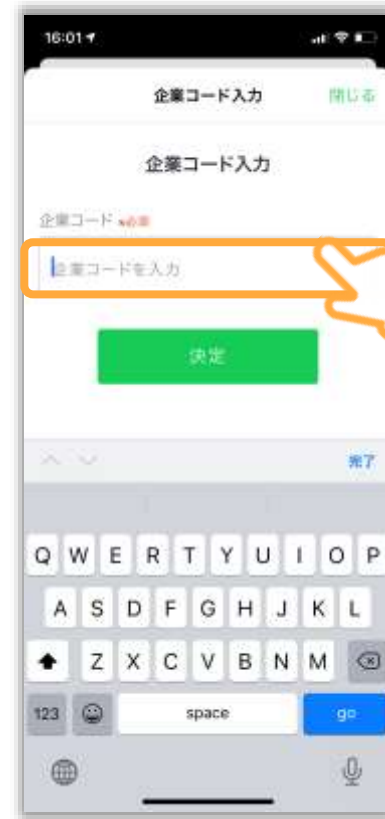 16:01
企業コード入力 閉じる
企業コード入力
企業コード ※必須
企業コードを入力
決定
完了
Q W E R T Y U I O P
A S D F G H J K L
Z X C V B N M
123 space go